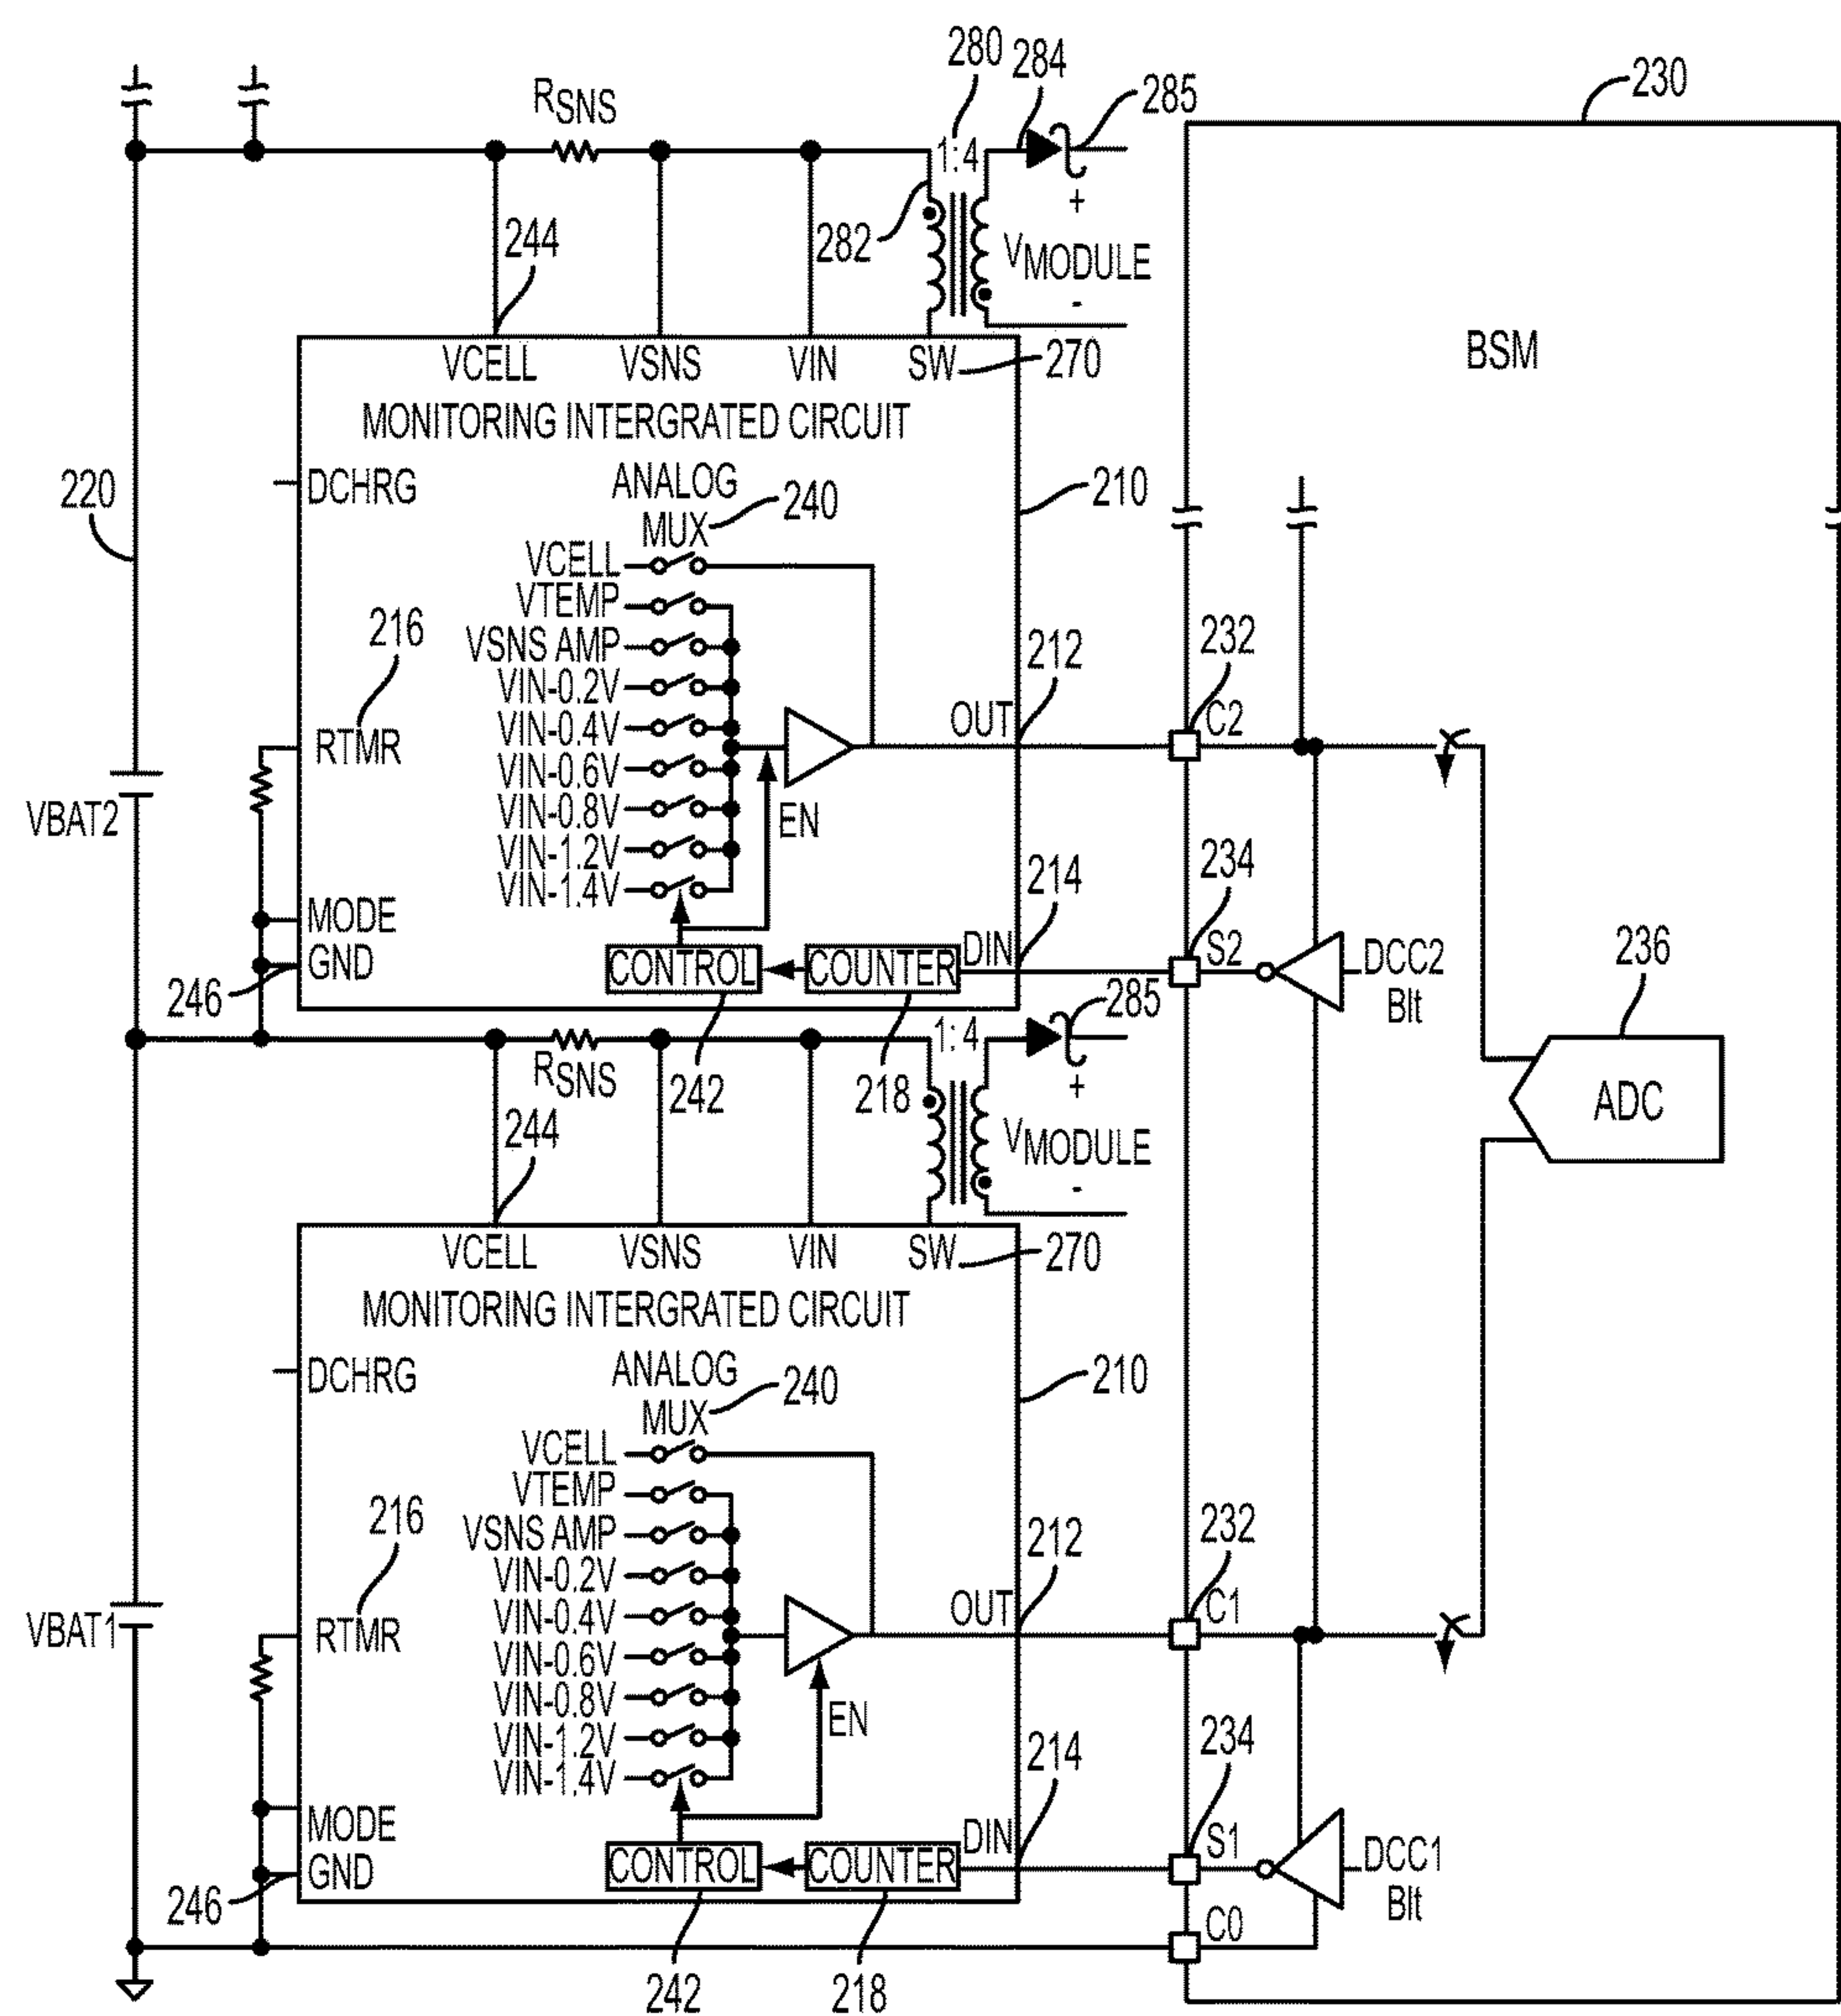 280
284
285
230
RSNS
1:4
+
282
VMODULE
-
244
BSM
VCELL
VSNS
VIN
SW
270
MONITORING INTERGRATED CIRCUIT
220
DCHRG
ANALOG
MUX
240
210
VCELL
VTEMP
VSNS AMP
VIN-0.2V
VIN-0.4V
VIN-0.6V
VIN-0.8V
VIN-1.2V
VIN-1.4V
216
RTMR
OUT
212
232
C2
EN
VBAT2
214
234
MODE
GND
246
CONTROL
COUNTER
DIN
S2
DCC2
BIt
236
ADC
RSNS
242
218
1:4
285
+
VMODULE
-
244
VCELL
VSNS
VIN
SW
270
MONITORING INTERGRATED CIRCUIT
DCHRG
ANALOG
MUX
240
210
VCELL
VTEMP
VSNS AMP
VIN-0.2V
VIN-0.4V
VIN-0.6V
VIN-0.8V
VIN-1.2V
VIN-1.4V
216
RTMR
OUT
212
232
C1
VBAT1
EN
214
234
MODE
GND
246
CONTROL
COUNTER
DIN
S1
DCC1
BIt
C0
242
218